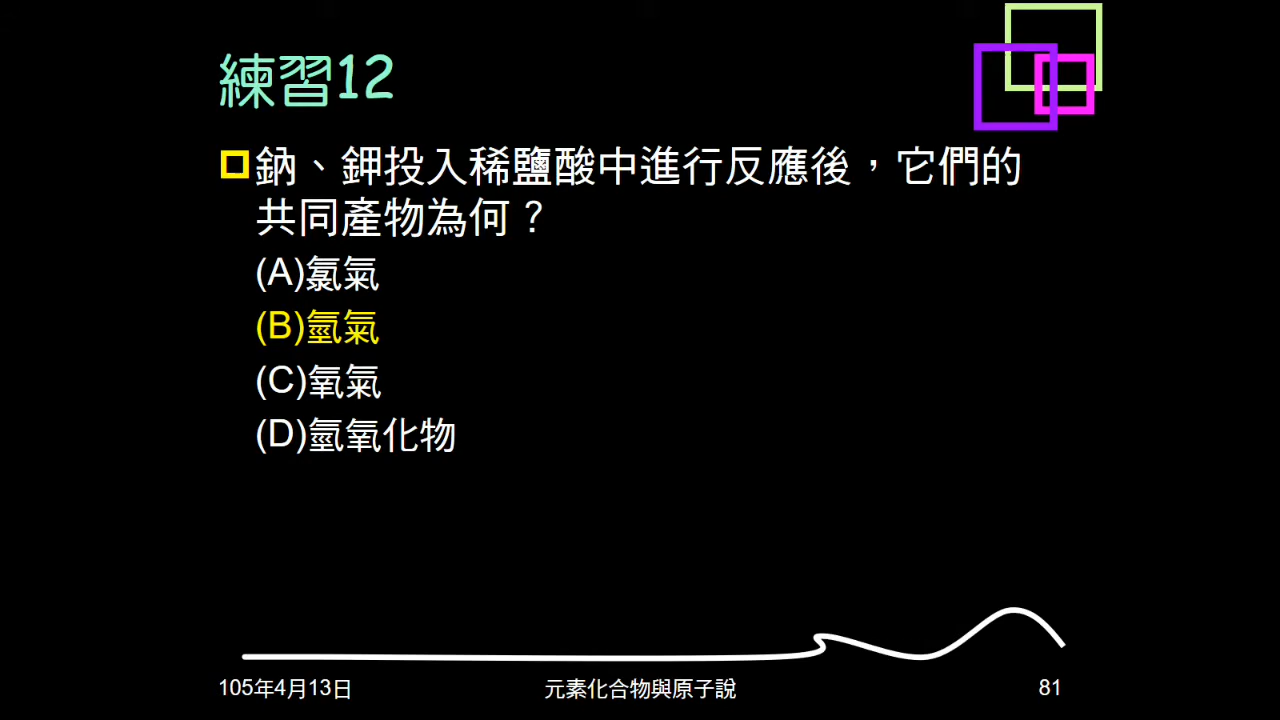 練習12
鈉、鉀投入稀鹽酸中進行反應後，它們的
共同產物為何？
(A)氯氣
(B)氫氣
(C)氧氣
(D)氫氧化物
105年4月13日
元素化合物與原子說
81